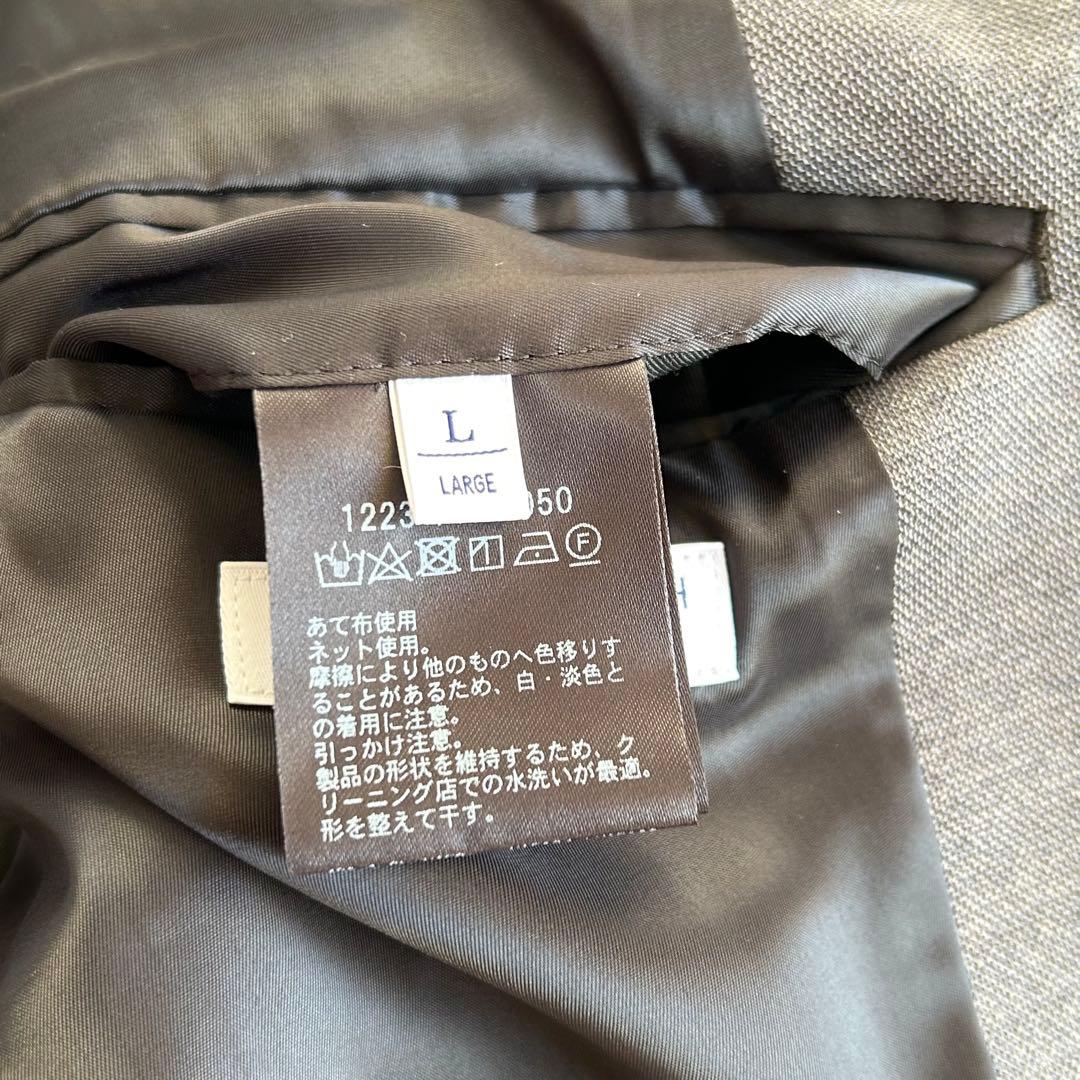 L
LARGE
1223 050
F
あて布使用
ネット使用。
摩擦により他のものへ色移りす
ることがあるため、白・淡色と
の着用に注意。
引っかけ注意。
製品の形状を維持するため、ク
リーニング店での水洗いが最適。
形を整えて干す。
H